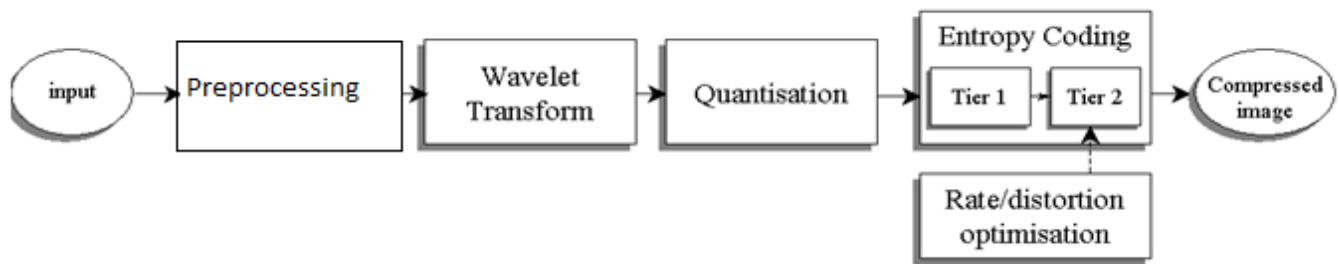 input
Preprocessing
Wavelet
Transform
Quantisation
Entropy Coding
Tier 1
Tier 2
Compressed
image
Rate/distortion
optimisation